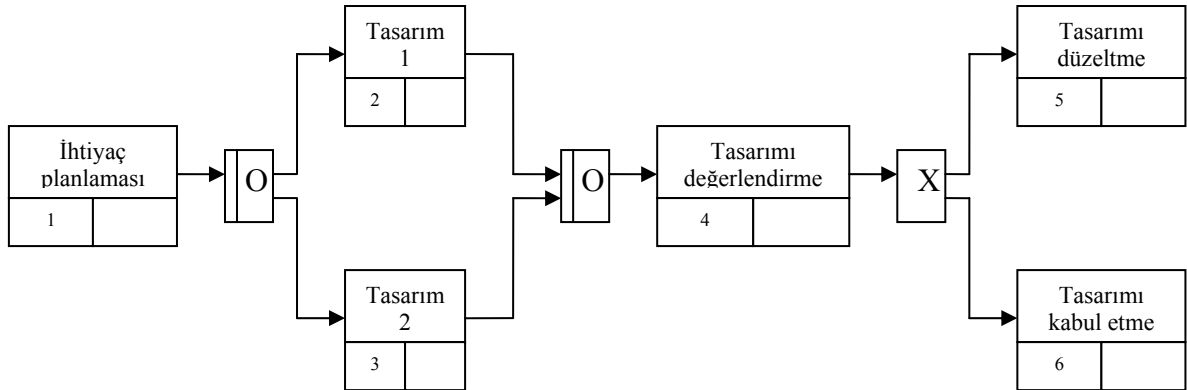 İhtiyaç
planlaması
1
O
Tasarım
1
2
Tasarım
2
3
O
Tasarımı
değerlendirme
4
X
Tasarımı
düzeltme
5
Tasarımı
kabul etme
6